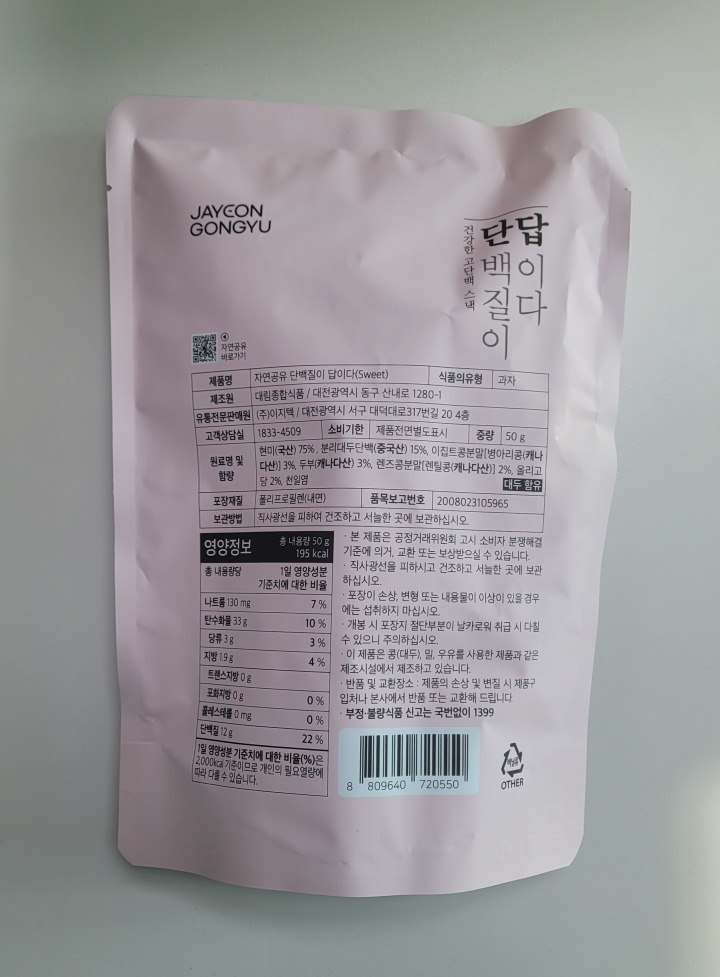 JAYEON
GONGYU
답이다
단백질이
건강한 고단백 스낵
자연공유
바로가기
제품명 자연공유 단백질이 답이다(Sweet) 식품의유형 과자
제조원 대림종합식품 / 대전광역시 동구 산내로 1280-1
유통전문판매원 (주)이지텍 / 대전광역시 서구 대덕대로317번길 20 4층
고객상담실 1833-4509 소비기한 제품전면별도표시 중량 50 g
원료명 및 함량 현미(국산) 75%, 분리대두단백(중국산) 15%, 이집트콩분말[병아리콩(캐나
다산)] 3%, 두부(캐나다산) 3%, 렌즈콩분말[렌틸콩(캐나다산)] 2%, 올리고
당 2%, 천일염
대두 함유
포장재질 폴리프로필렌(내면) 품목보고번호 2008023105965
보관방법 직사광선을 피하여 건조하고 서늘한 곳에 보관하십시오.
영양정보 총 내용량 50 g
195 kcal
총 내용량당 1일 영양성분
기준치에 대한 비율
나트륨 130 mg 7 %
탄수화물 33 g 10 %
당류 3 g 3 %
지방 1.9 g 4 %
트랜스지방 0 g
포화지방 0 g 0 %
콜레스테롤 0 mg 0 %
단백질 12 g 22 %
1일 영양성분 기준치에 대한 비율(%)은
2,000kcal 기준이므로 개인의 필요열량에
따라 다를 수 있습니다.
· 본 제품은 공정거래위원회 고시 소비자 분쟁해결
기준에 의거, 교환 또는 보상받으실 수 있습니다.
· 직사광선을 피하시고 건조하고 서늘한 곳에 보관
하십시오.
· 포장이 손상, 변형 또는 내용물이 이상이 있을 경우
에는 섭취하지 마십시오.
· 개봉 시 포장지 절단부분이 날카로워 취급 시 다칠
수 있으니 주의하십시오.
· 이 제품은 콩(대두), 밀, 우유를 사용한 제품과 같은
제조시설에서 제조하고 있습니다.
· 반품 및 교환장소 : 제품의 손상 및 변질 시 제품구
입처나 본사에서 반품 또는 교환해 드립니다.
· 부정·불량식품 신고는 국번없이 1399
8 809640 720550
비닐류
OTHER